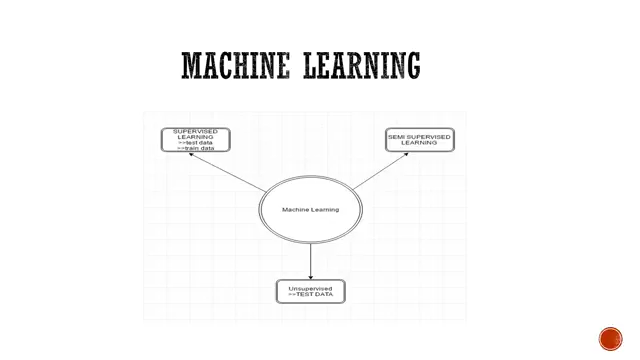 MACHINE LEARNING
SUPERVISED
LEARNING
>>test data
>>train data
SEMI SUPERVISED
LEARNING
Machine Learning
Unsupervised
>>TEST DATA